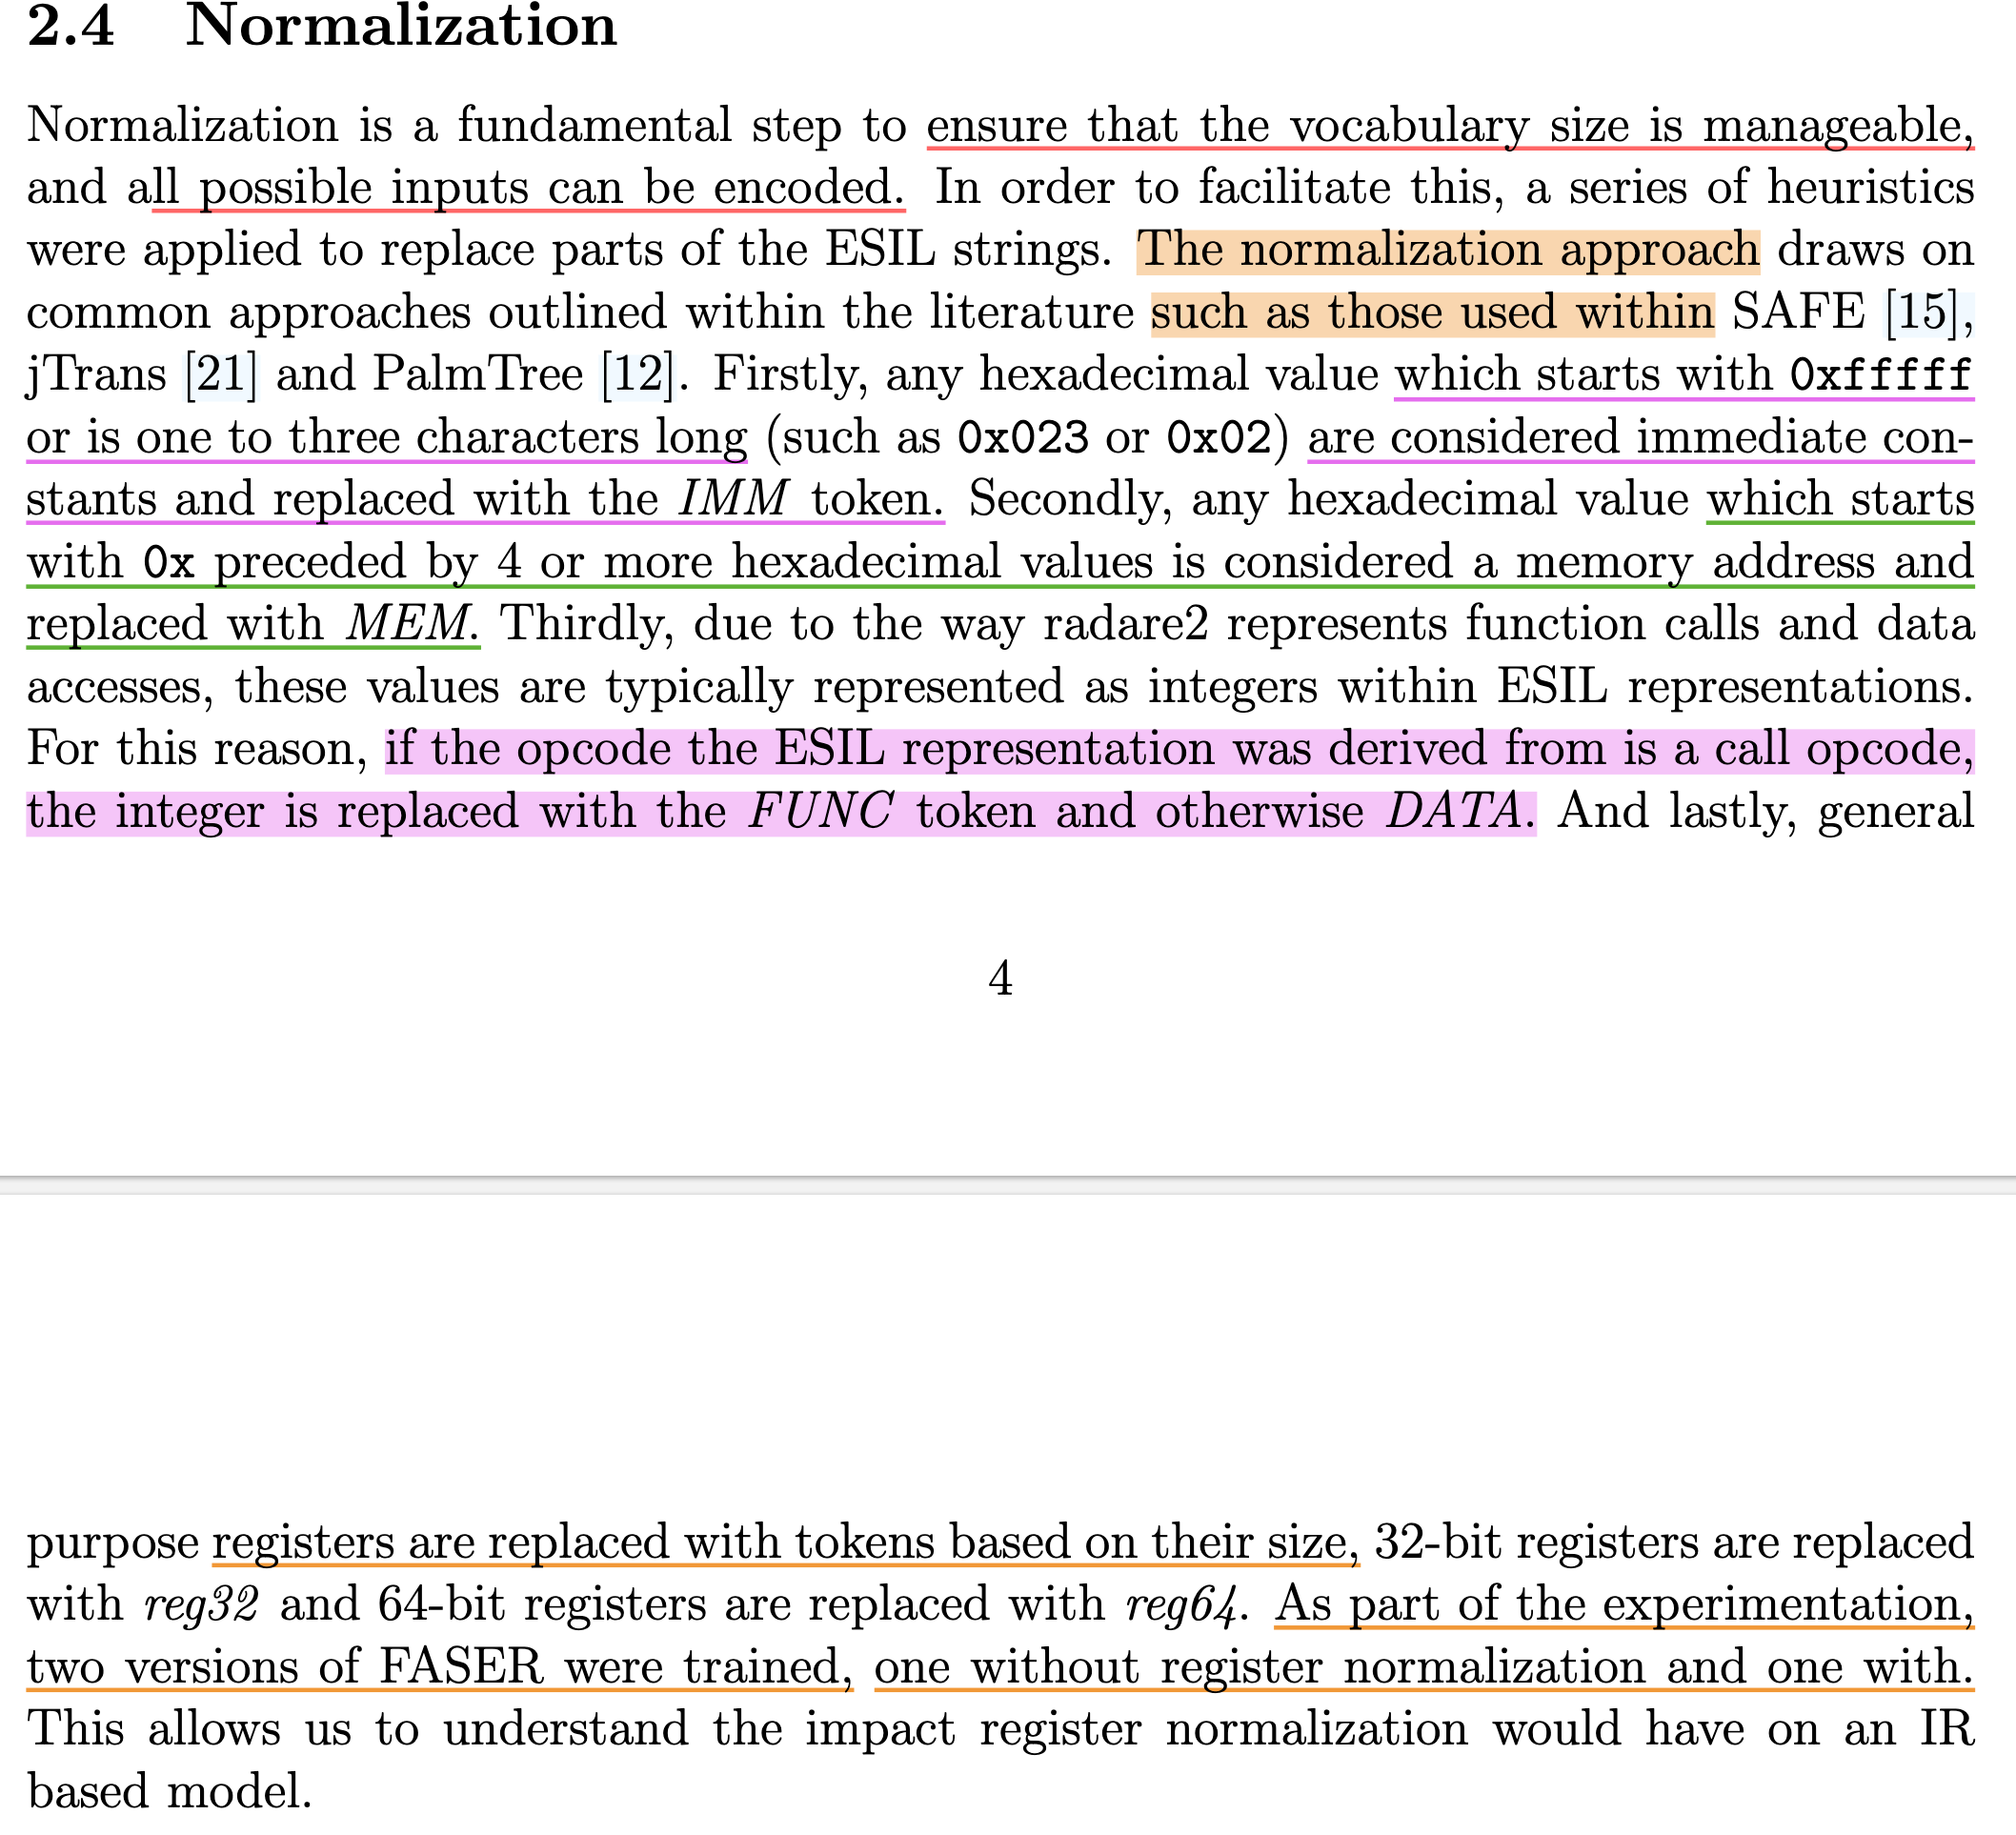 2.4 Normalization
Normalization is a fundamental step to ensure that the vocabulary size is manageable,
and all possible inputs can be encoded. In order to facilitate this, a series of heuristics
were applied to replace parts of the ESIL strings. The normalization approach draws on
common approaches outlined within the literature such as those used within SAFE [15],
jTrans [21] and PalmTree [12]. Firstly, any hexadecimal value which starts with 0xfffff
or is one to three characters long (such as 0x023 or 0x02) are considered immediate con-
stants and replaced with the IMM token. Secondly, any hexadecimal value which starts
with 0x preceded by 4 or more hexadecimal values is considered a memory address and
replaced with MEM. Thirdly, due to the way radare2 represents function calls and data
accesses, these values are typically represented as integers within ESIL representations.
For this reason, if the opcode the ESIL representation was derived from is a call opcode,
the integer is replaced with the FUNC token and otherwise DATA. And lastly, general
4
purpose registers are replaced with tokens based on their size, 32-bit registers are replaced
with reg32 and 64-bit registers are replaced with reg64. As part of the experimentation,
two versions of FASER were trained, one without register normalization and one with.
This allows us to understand the impact register normalization would have on an IR
based model.